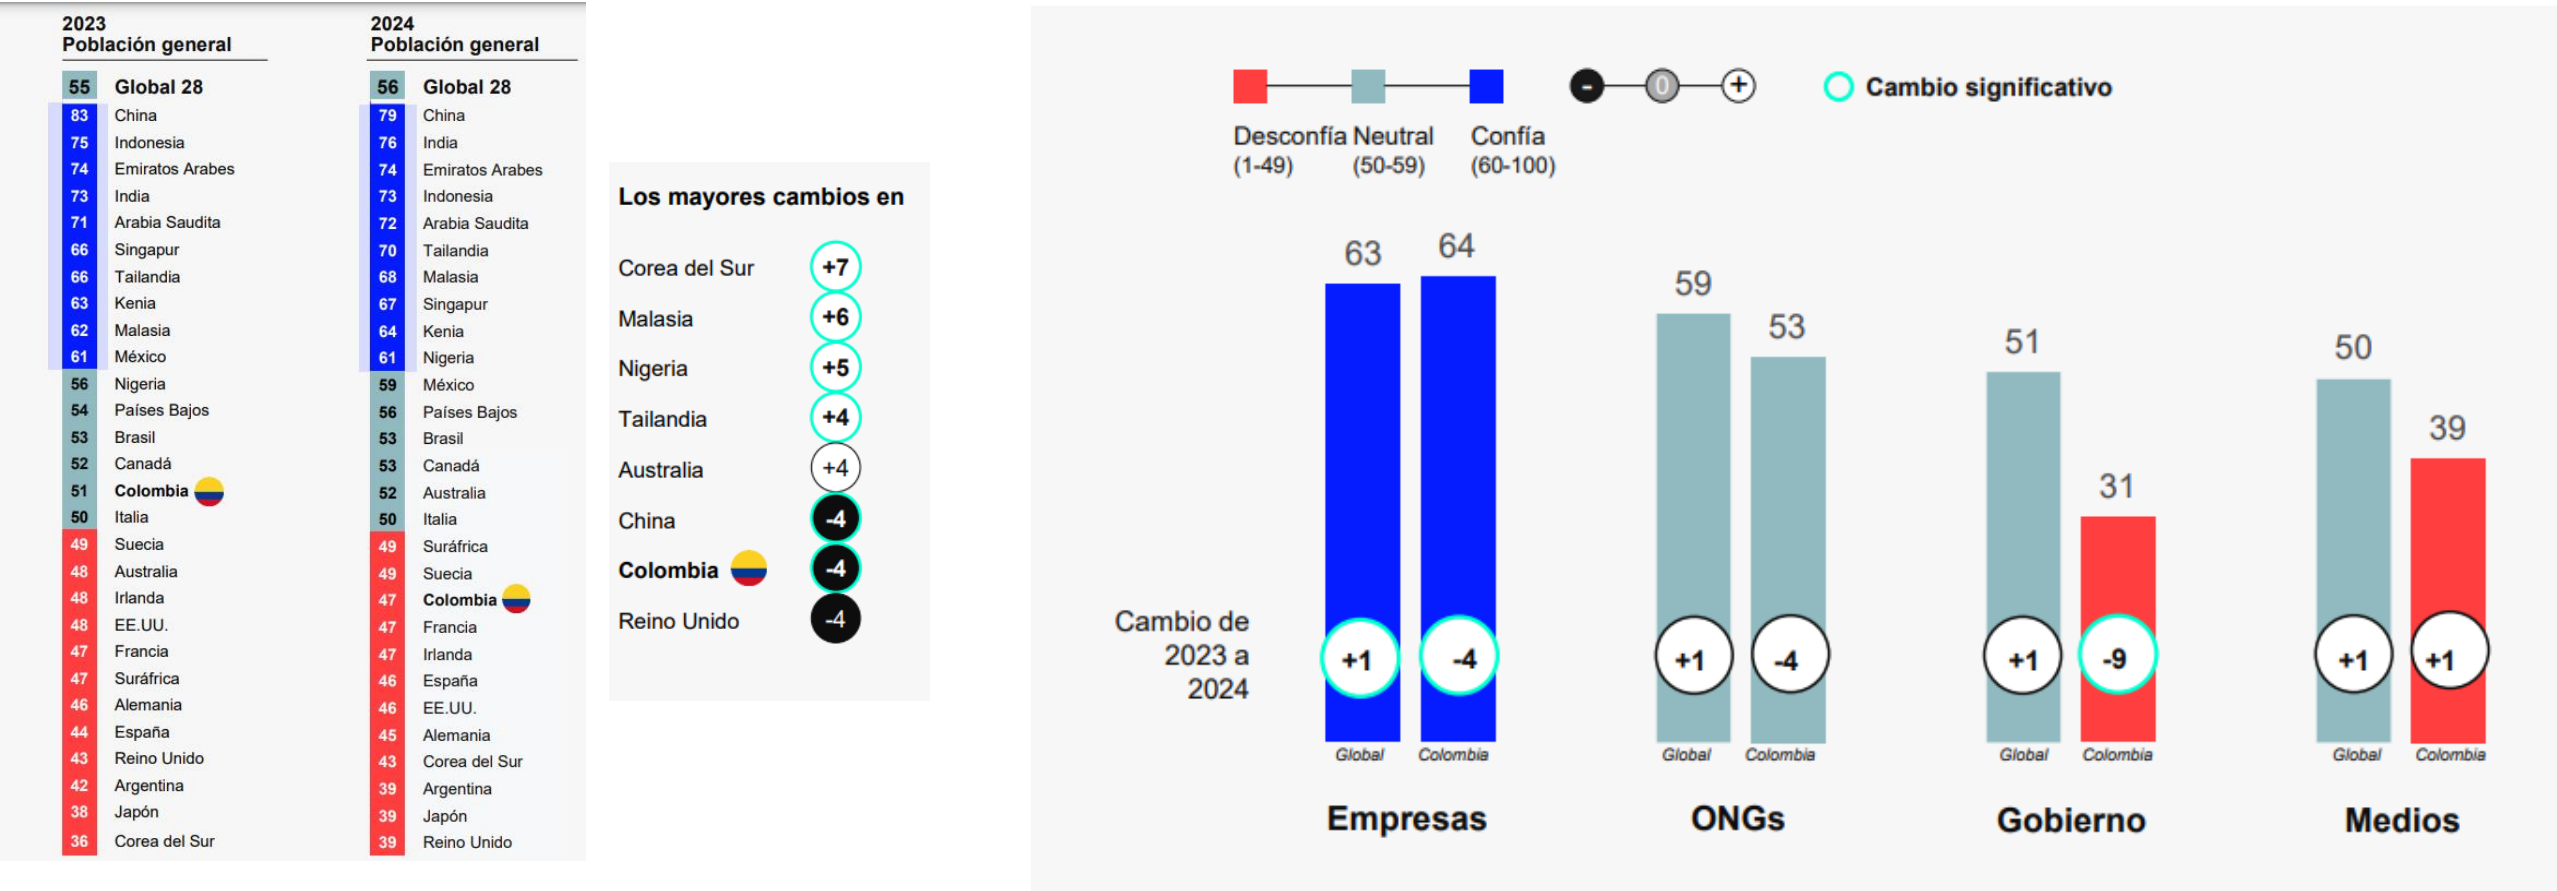 2023
Población general
55 Global 28
83 China
75 Indonesia
74 Emiratos Arabes
73 India
71 Arabia Saudita
66 Singapur
66 Tailandia
63 Kenia
62 Malasia
61 México
56 Nigeria
54 Países Bajos
53 Brasil
52 Canadá
51 Colombia
50 Italia
49 Suecia
48 Australia
48 Irlanda
48 EE.UU.
47 Francia
47 Suráfrica
46 Alemania
44 España
43 Reino Unido
42 Argentina
38 Japón
36 Corea del Sur
2024
Población general
56 Global 28
79 China
76 India
74 Emiratos Arabes
73 Indonesia
72 Arabia Saudita
70 Tailandia
68 Malasia
67 Singapur
64 Kenia
61 Nigeria
59 México
56 Países Bajos
53 Brasil
53 Canadá
52 Australia
50 Italia
49 Suráfrica
49 Suecia
47 Colombia
47 Francia
47 Irlanda
46 España
46 EE.UU.
45 Alemania
43 Corea del Sur
39 Argentina
39 Japón
39 Reino Unido
Los mayores cambios en
Corea del Sur +7
Malasia +6
Nigeria +5
Tailandia +4
Australia +4
China -4
Colombia -4
Reino Unido -4
- 0 + Cambio significativo
Desconfía Neutral Confía
(1-49) (50-59) (60-100)
63 64 59 53 51 31 50 39
Cambio de
2023 a
2024
+1 -4 +1 -4 +1 -9 +1 +1
Global Colombia Global Colombia Global Colombia Global Colombia
Empresas ONGs Gobierno Medios